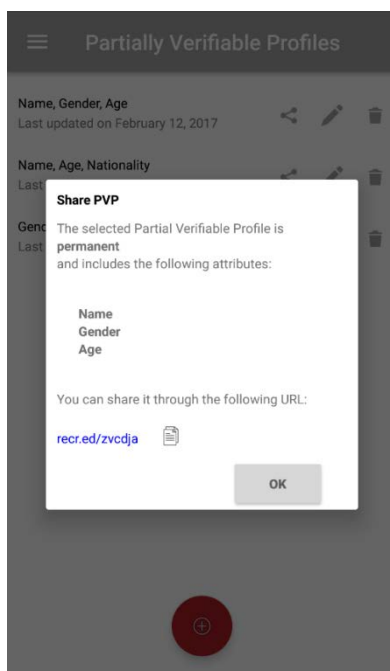 Partially Verifiable Profiles
Name, Gender, Age
Last updated on February 12, 2017
Name, Age, Nationality
Last
Share PVP
Gend
The selected Partial Verifiable Profile is
Last
permanent
and includes the following attributes:
Name
Gender
Age
You can share it through the following URL:
recr.ed/zvcdja
OK